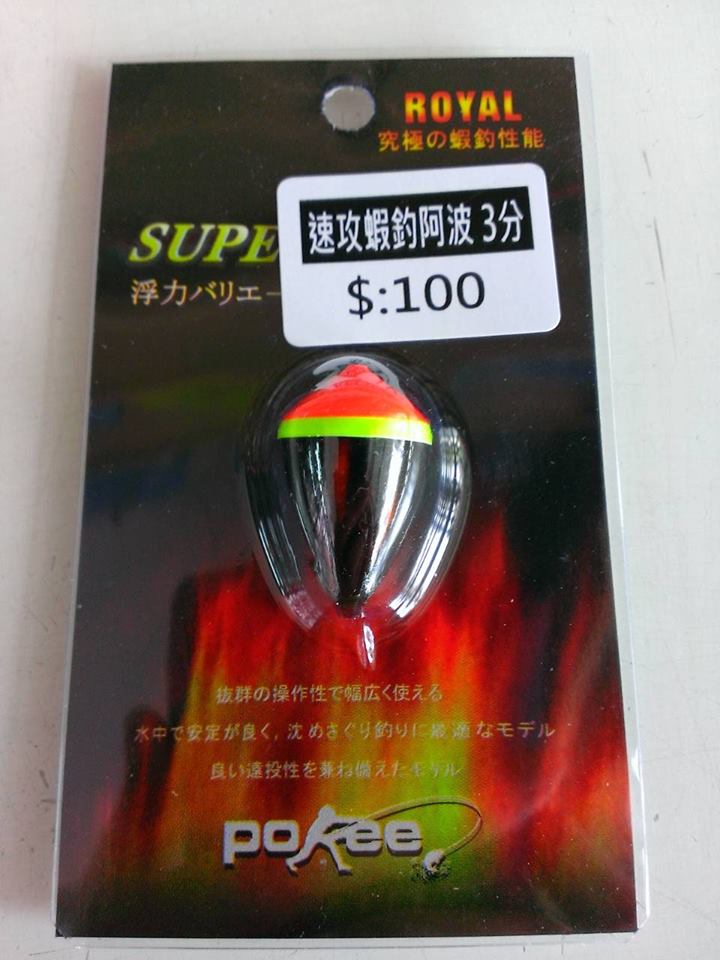 ROYAL
究極の蝦釣性能
速攻蝦釣阿波 3分
$:100
SUPE
浮力バリエー
抜群の操作性で幅広く使える
水中で安定が良く,沈めさぐり釣りに最適なモデル
良い遠投性を兼ね備えたモデル
pokee